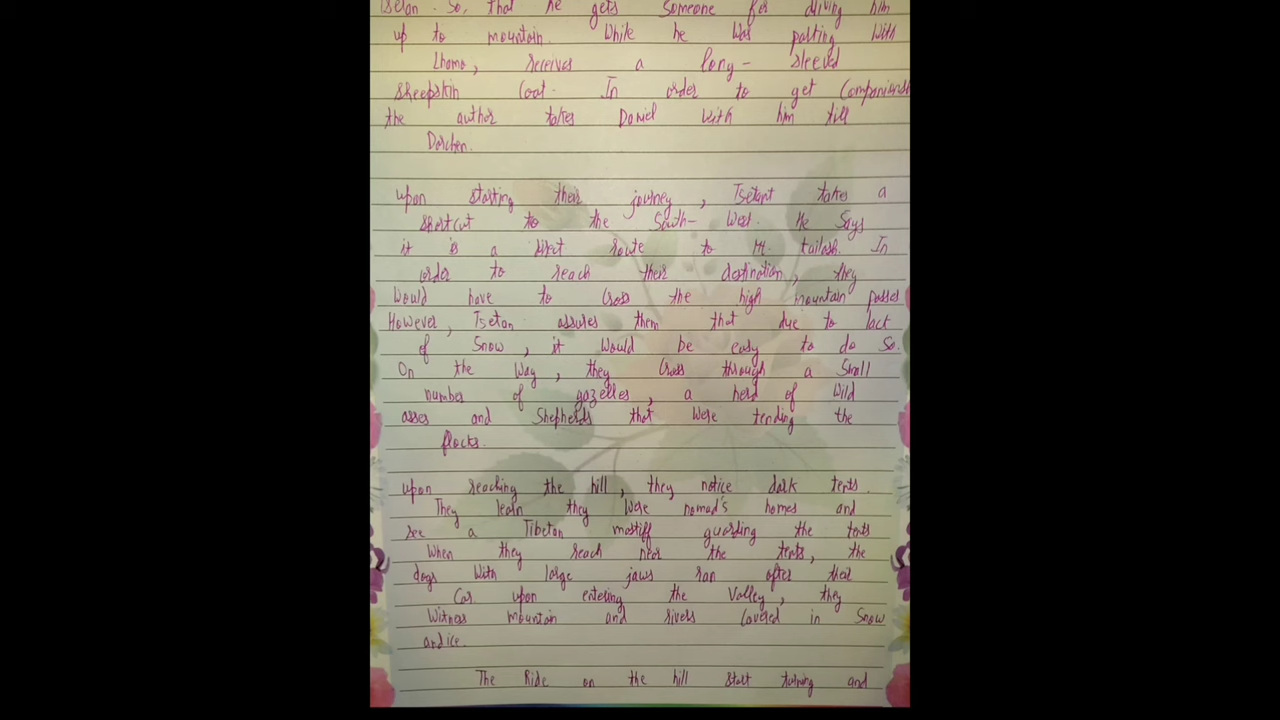 Tsetan. So, that he gets Someone for driving him
up to mountain. While he Was parting With
Lhamo, receives a long- sleeved
Sheepskin Coat. In order to get Companionsh
the author takes Daniel With him till
Darchen.
upon starting their journey, Tsetant takes a
Shortcut to the South- West. He Says
it is a direct route to Mt. tailash. In
order to reach their destination, they
Would have to Cross the high mountain passes
However, Tseton assures them that due to lack
of Snow, it Would be easy to do So.
On the Way, they Cross through a Small
number of gazelles, a herd of Wild
asses and Shepherds that Were tending the
flocks.
upon reaching the hill, they notice dark tents.
They learn they Were nomad's homes and
see a Tibetan mastiff guarding the tents
When they reach near the tents, the
dogs With large jaws ran after their
Car. upon entering the Valley, they
Witness mountain and rivers Covered in Snow
and ice.
The Ride on the hill Start turning and